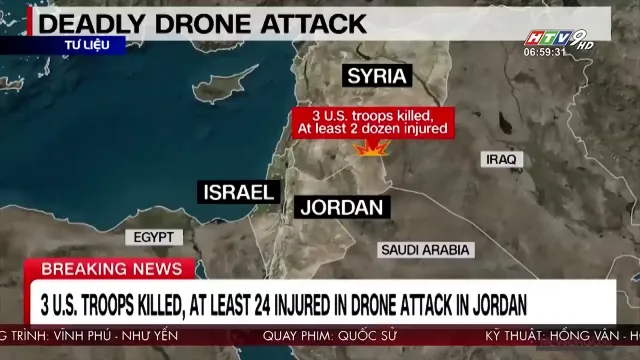 DEADLY DRONE ATTACK
TƯ LIỆU
HTV9 HD
06:59:31
SYRIA
3 U.S. troops killed,
At least 2 dozen injured
IRAQ
ISRAEL
JORDAN
EGYPT
SAUDI ARABIA
BREAKING NEWS
3 U.S. TROOPS KILLED, AT LEAST 24 INJURED IN DRONE ATTACK IN JORDAN
G TRÌNH: VĨNH PHÚ - NHƯ YẾN QUAY PHIM: QUỐC SỬ KỸ THUẬT: HỒNG VÂN - H